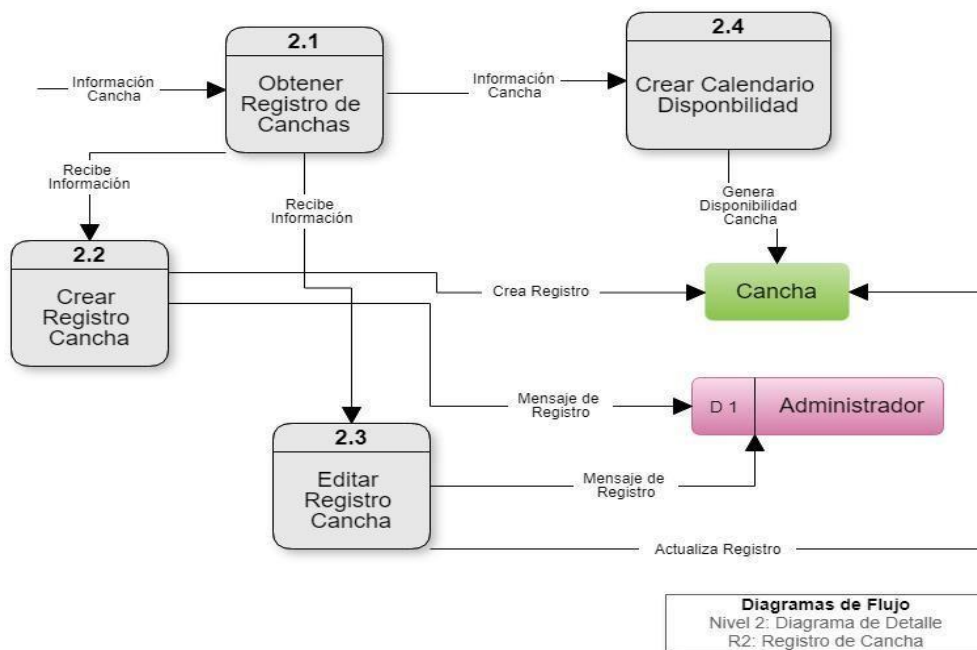 2.1
Obtener
Registro de
Canchas
2.4
Crear Calendario
Disponbilidad
Información
Cancha
Información
Cancha
Recibe
Información
Recibe
Información
Genera
Disponibilidad
Cancha
2.2
Crear
Registro
Cancha
Crea Registro
Cancha
Mensaje de
Registro
D 1
Administrador
2.3
Editar
Registro
Cancha
Mensaje de
Registro
Actualiza Registro
Diagramas de Flujo
Nivel 2: Diagrama de Detalle
R2: Registro de Cancha